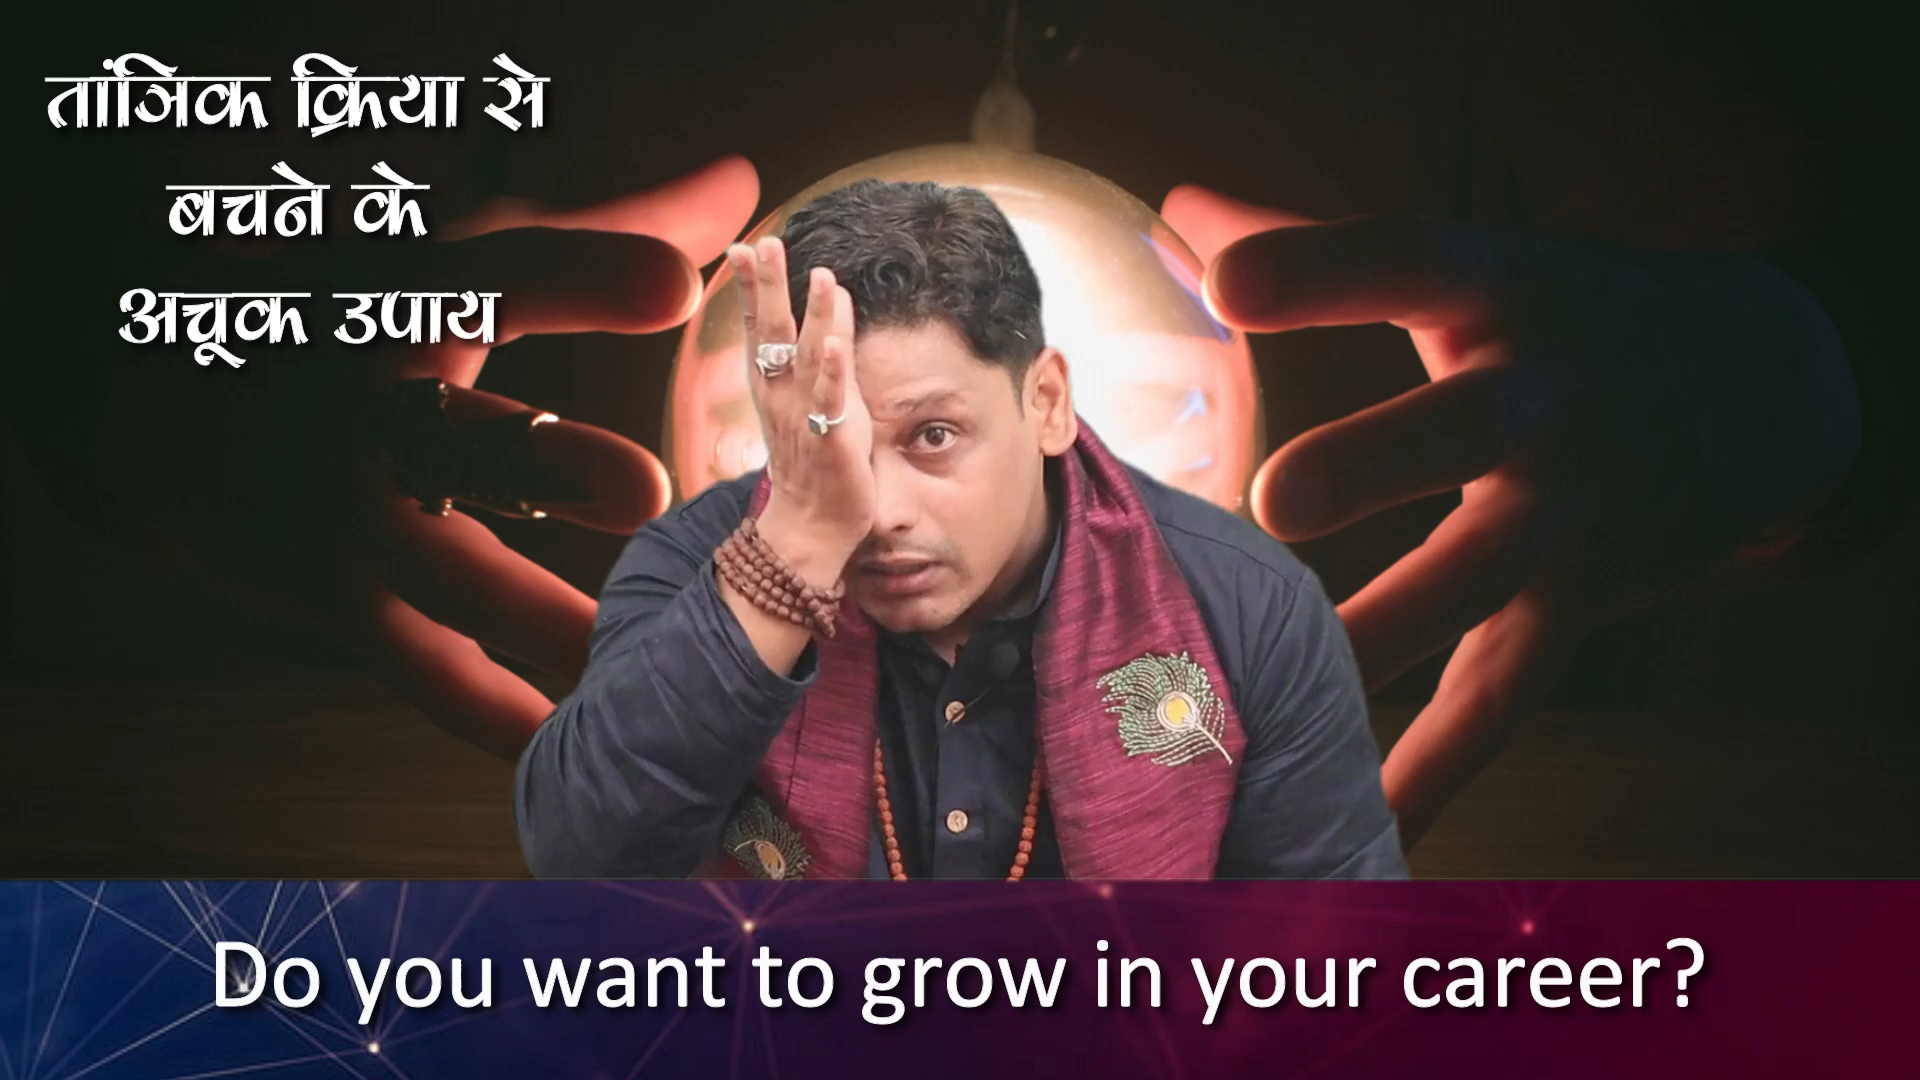 तांत्रिक क्रिया से
बचने के
अचूक उपाय
Do you want to grow in your career?